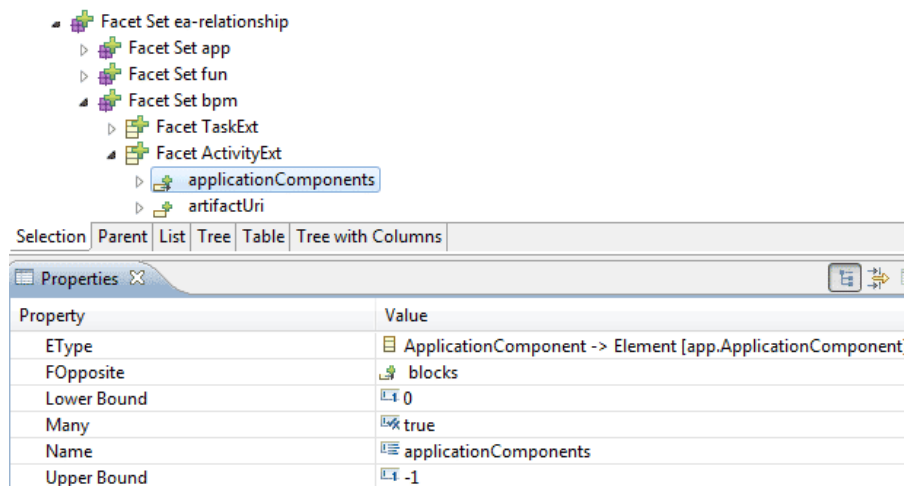 Facet Set ea-relationship
Facet Set app
Facet Set fun
Facet Set bpm
Facet TaskExt
Facet ActivityExt
applicationComponents
artifactUri
Selection Parent List Tree Table Tree with Columns
Properties
Property Value
EType ApplicationComponent -> Element [app.ApplicationComponent]
FOpposite blocks
Lower Bound 0
Many true
Name applicationComponents
Upper Bound -1